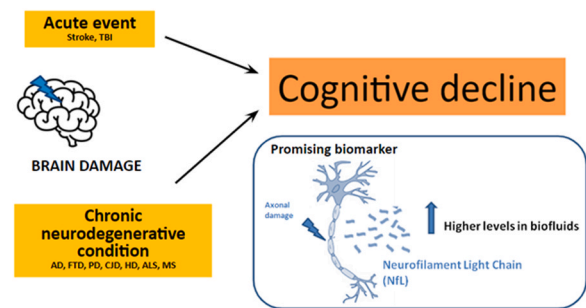 Acute event
Stroke, TBI
BRAIN DAMAGE
Chronic
neurodegenerative
condition
AD, FTD, PD, CJD, HD, ALS, MS
Cognitive decline
Promising biomarker
Axonal
damage
Higher levels in biofluids
Neurofilament Light Chain
(NfL)